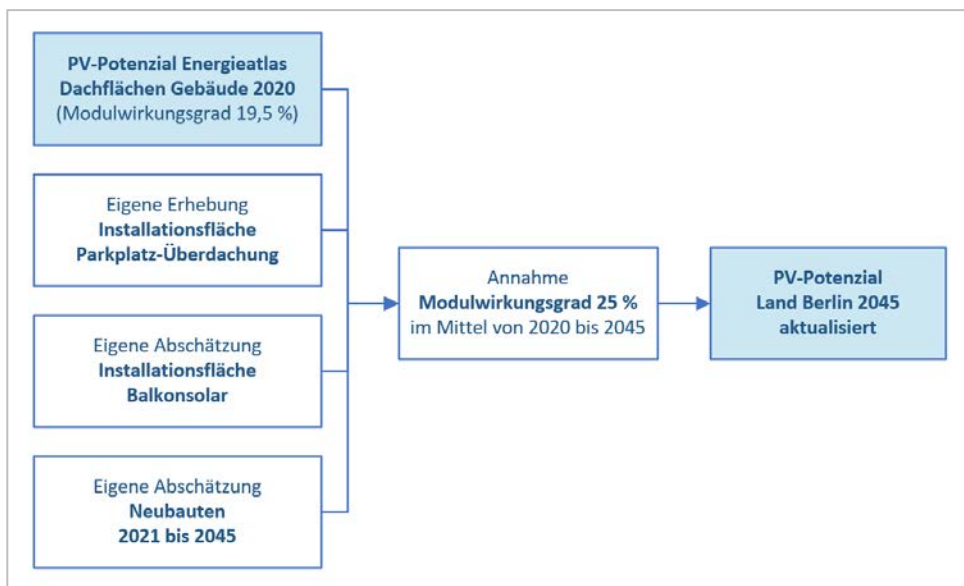 PV-Potenzial Energieatlas
Dachflächen Gebäude 2020
(Modulwirkungsgrad 19,5 %)
Eigene Erhebung
Installationsfläche
Parkplatz-Überdachung
Eigene Abschätzung
Installationsfläche
Balkonsolar
Eigene Abschätzung
Neubauten
2021 bis 2045
Annahme
Modulwirkungsgrad 25 %
im Mittel von 2020 bis 2045
PV-Potenzial
Land Berlin 2045
aktualisiert